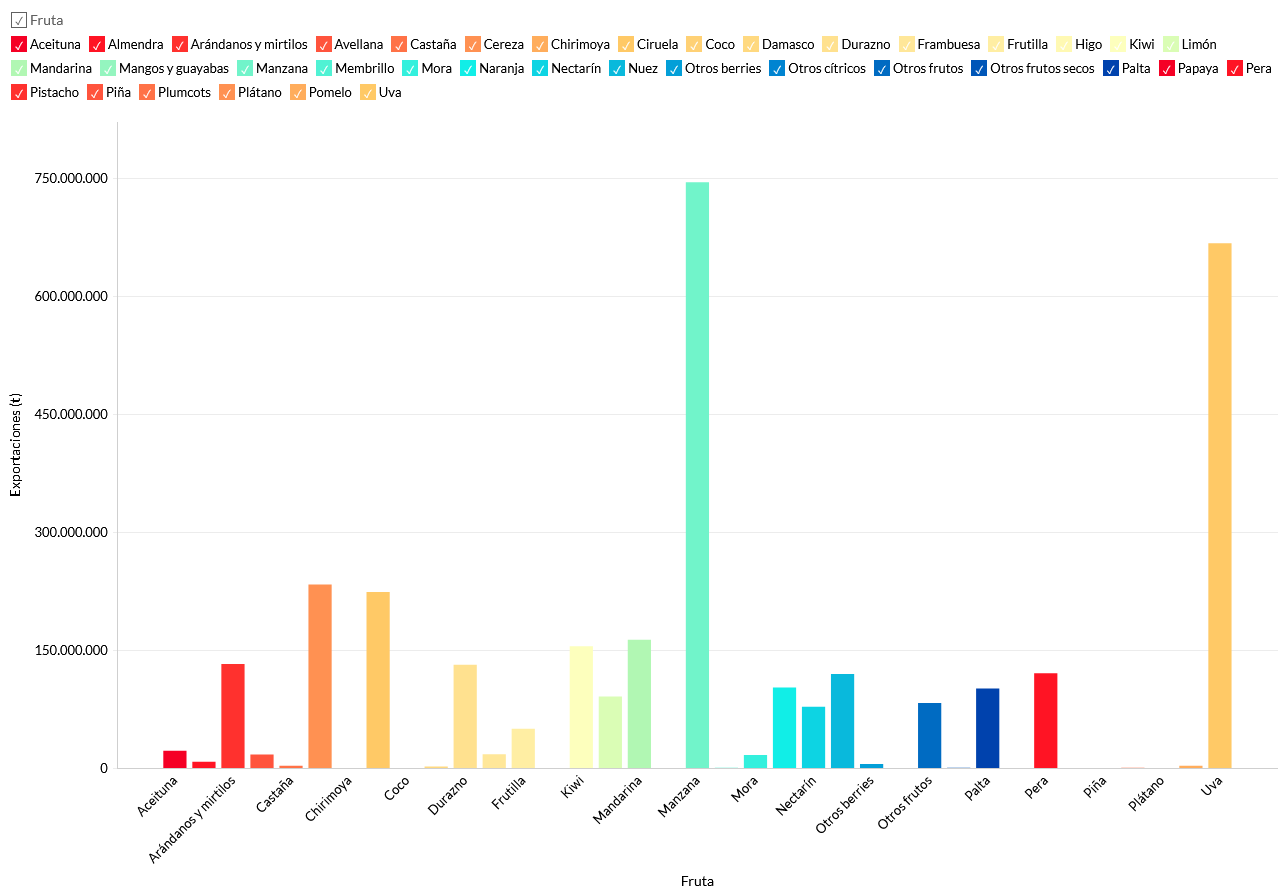 Fruta
Aceituna Almendra Arándanos y mirtilos Avellana Castaña Cereza Chirimoya Ciruela Coco Damasco Durazno Frambuesa Frutilla Higo Kiwi Limón
Mandarina Mangos y guayabas Manzana Membrillo Mora Naranja Nectarín Nuez Otros berries Otros cítricos Otros frutos Otros frutos secos Palta Papaya Pera
Pistacho Piña Plumcots Plátano Pomelo Uva
750.000.000
600.000.000
450.000.000
300.000.000
150.000.000
0
Exportaciones (t)
Aceituna
Arándanos y mirtilos
Castaña
Chirimoya
Coco
Durazno
Frutilla
Kiwi
Mandarina
Manzana
Mora
Nectarín
Otros berries
Otros frutos
Palta
Pera
Piña
Plátano
Uva
Fruta